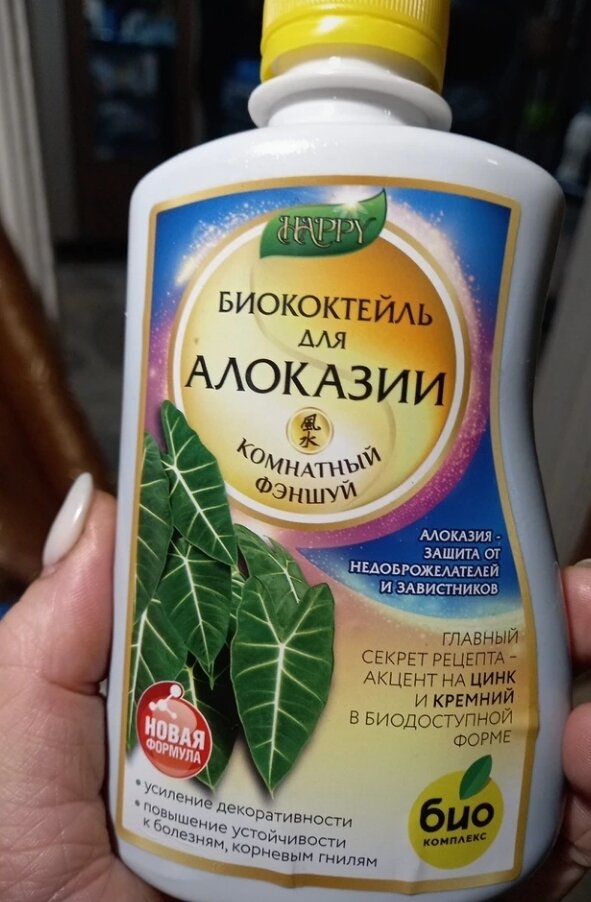 HAPPY
БИОКОКТЕЙЛЬ
ДЛЯ
АЛОКАЗИИ
風水
КОМНАТНЫЙ
ФЭНШУЙ
АЛОКАЗИЯ -
ЗАЩИТА ОТ
НЕДОБРОЖЕЛАТЕЛЕЙ
И ЗАВИСТНИКОВ
ГЛАВНЫЙ
СЕКРЕТ РЕЦЕПТА –
АКЦЕНТ НА ЦИНК
И КРЕМНИЙ
В БИОДОСТУПНОЙ
ФОРМЕ
НОВАЯ
ФОРМУЛА
• усиление декоративности
• повышение устойчивости
к болезням, корневым гнилям
био
КОМПЛЕКС